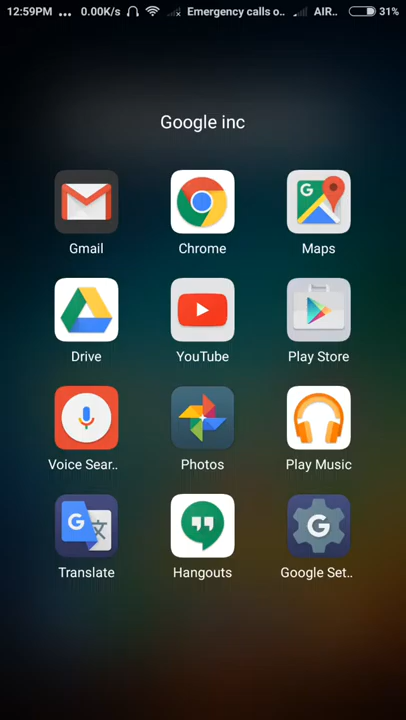 12:59PM ... 0.00K/s Emergency calls o.. AIR.. 31%
Google inc
Gmail Chrome Maps
Drive YouTube Play Store
Voice Sear.. Photos Play Music
Translate Hangouts Google Set..